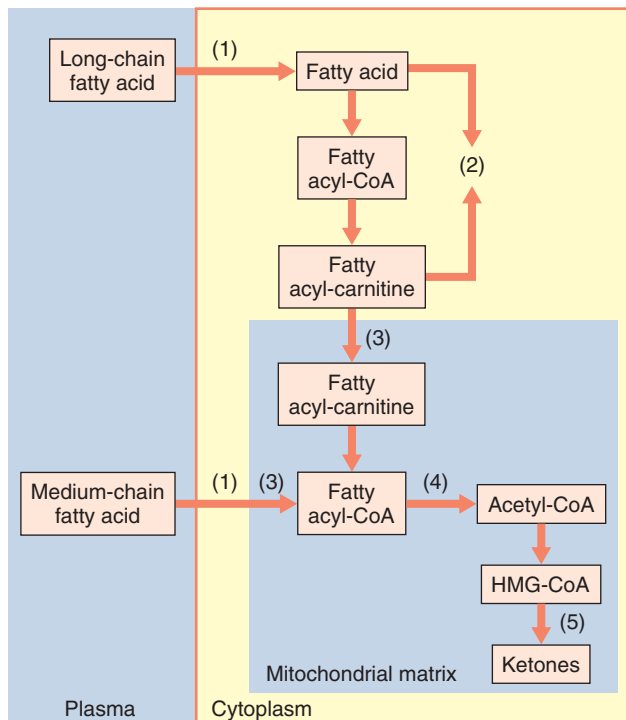 Long-chain
fatty acid
(1)
Fatty acid
Fatty
acyl-CoA
(2)
Fatty
acyl-carnitine
(3)
Fatty
acyl-carnitine
Medium-chain
fatty acid
(1)
(3)
Fatty
acyl-CoA
(4)
Acetyl-CoA
HMG-CoA
(5)
Ketones
Mitochondrial matrix
Plasma
Cytoplasm